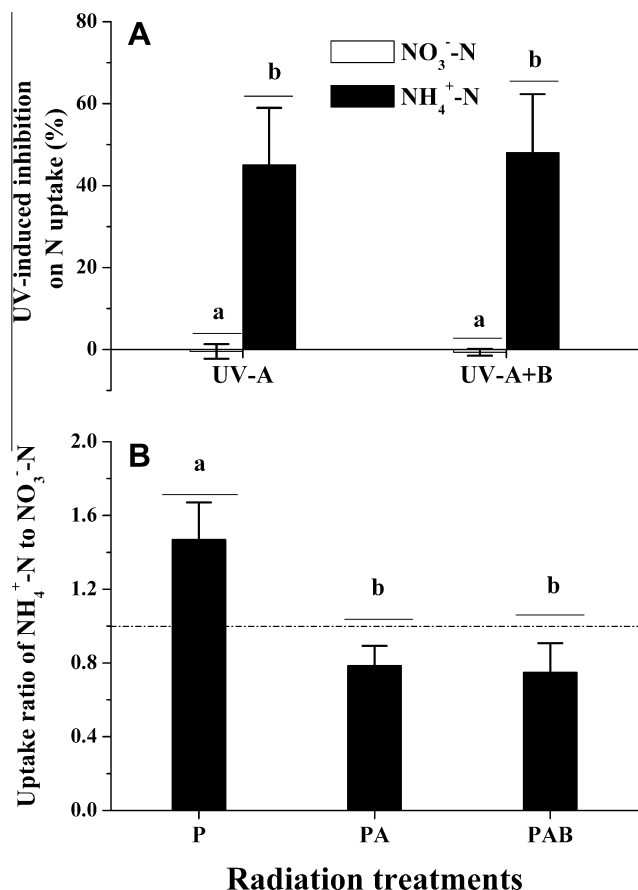 A
NO₃⁻-N
NH₄⁺-N
UV-induced inhibition
on N uptake (%)
80
60
40
20
0
a
b
a
b
UV-A
UV-A+B
B
Uptake ratio of NH₄⁺-N to NO₃⁻-N
2.0
1.6
1.2
0.8
0.4
0.0
a
b
b
P
PA
PAB
Radiation treatments